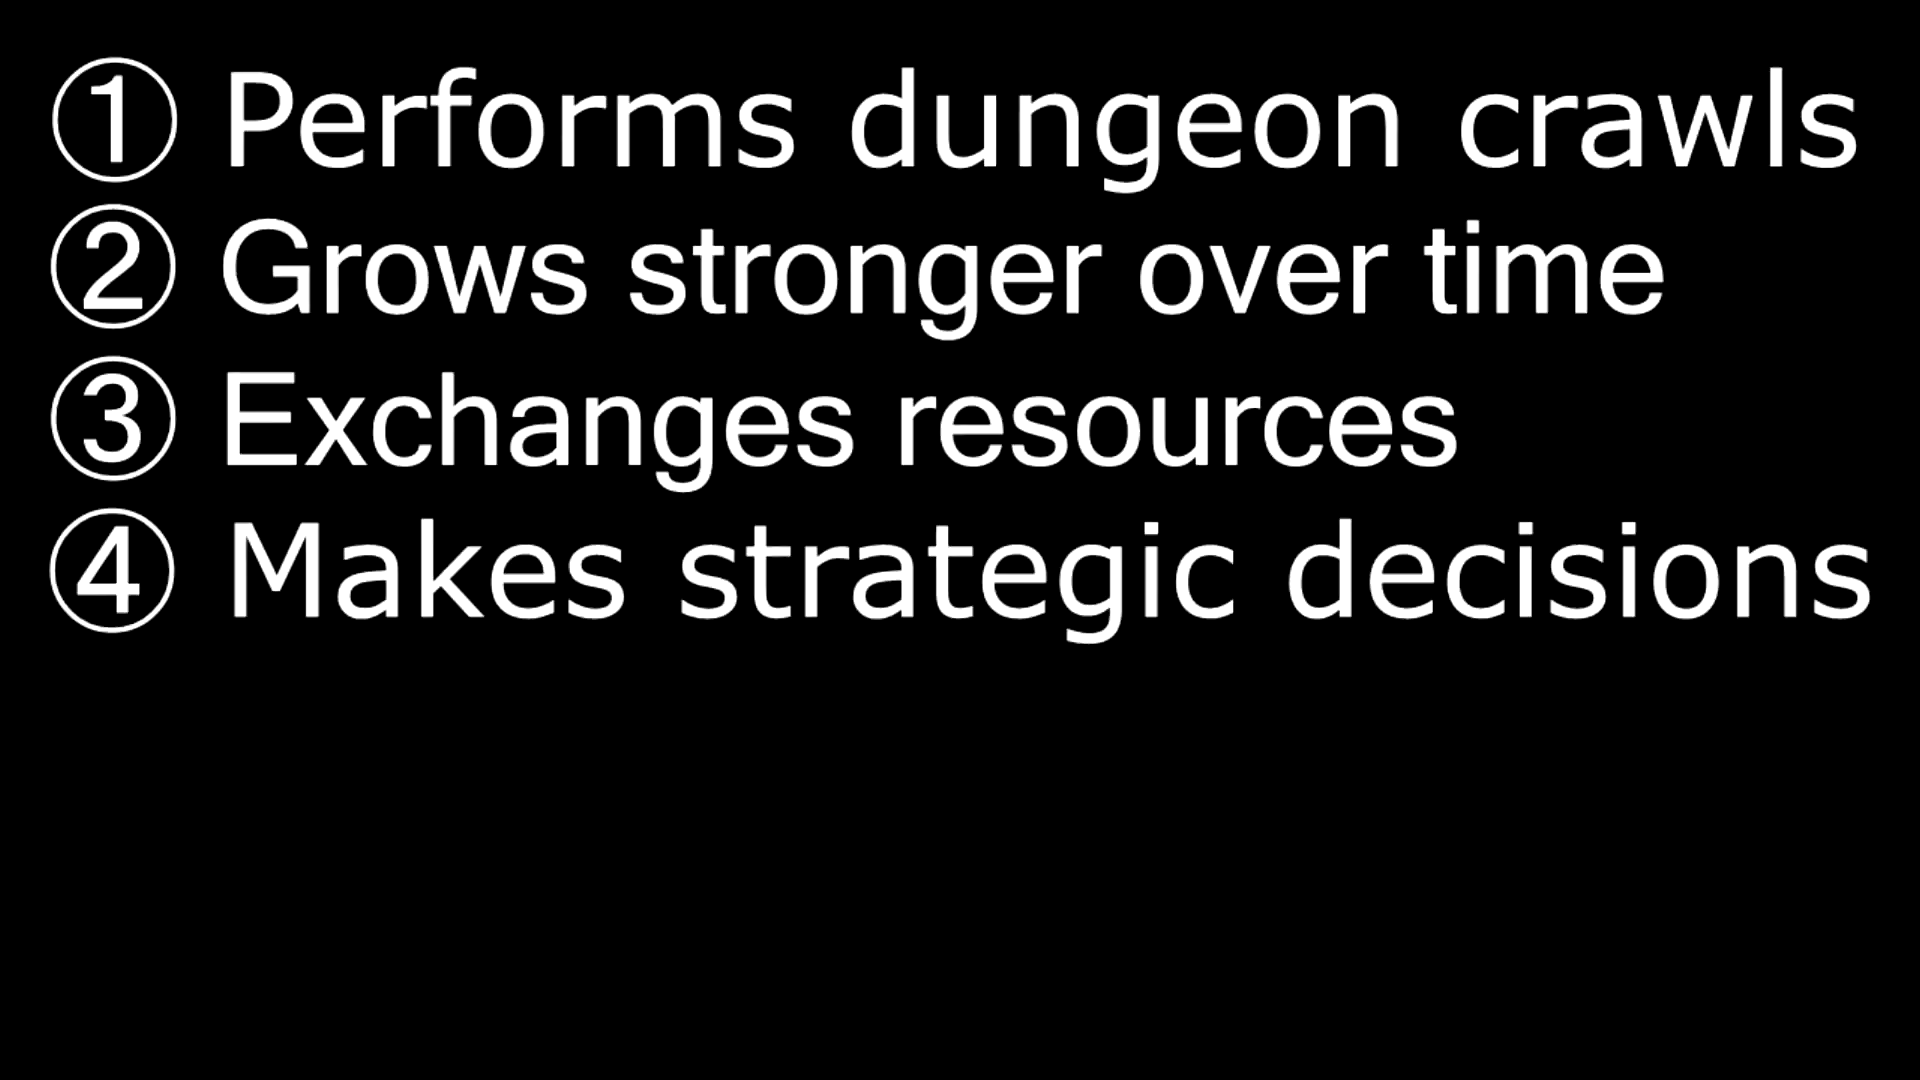 ① Performs dungeon crawls
② Grows stronger over time
③ Exchanges resources
④ Makes strategic decisions